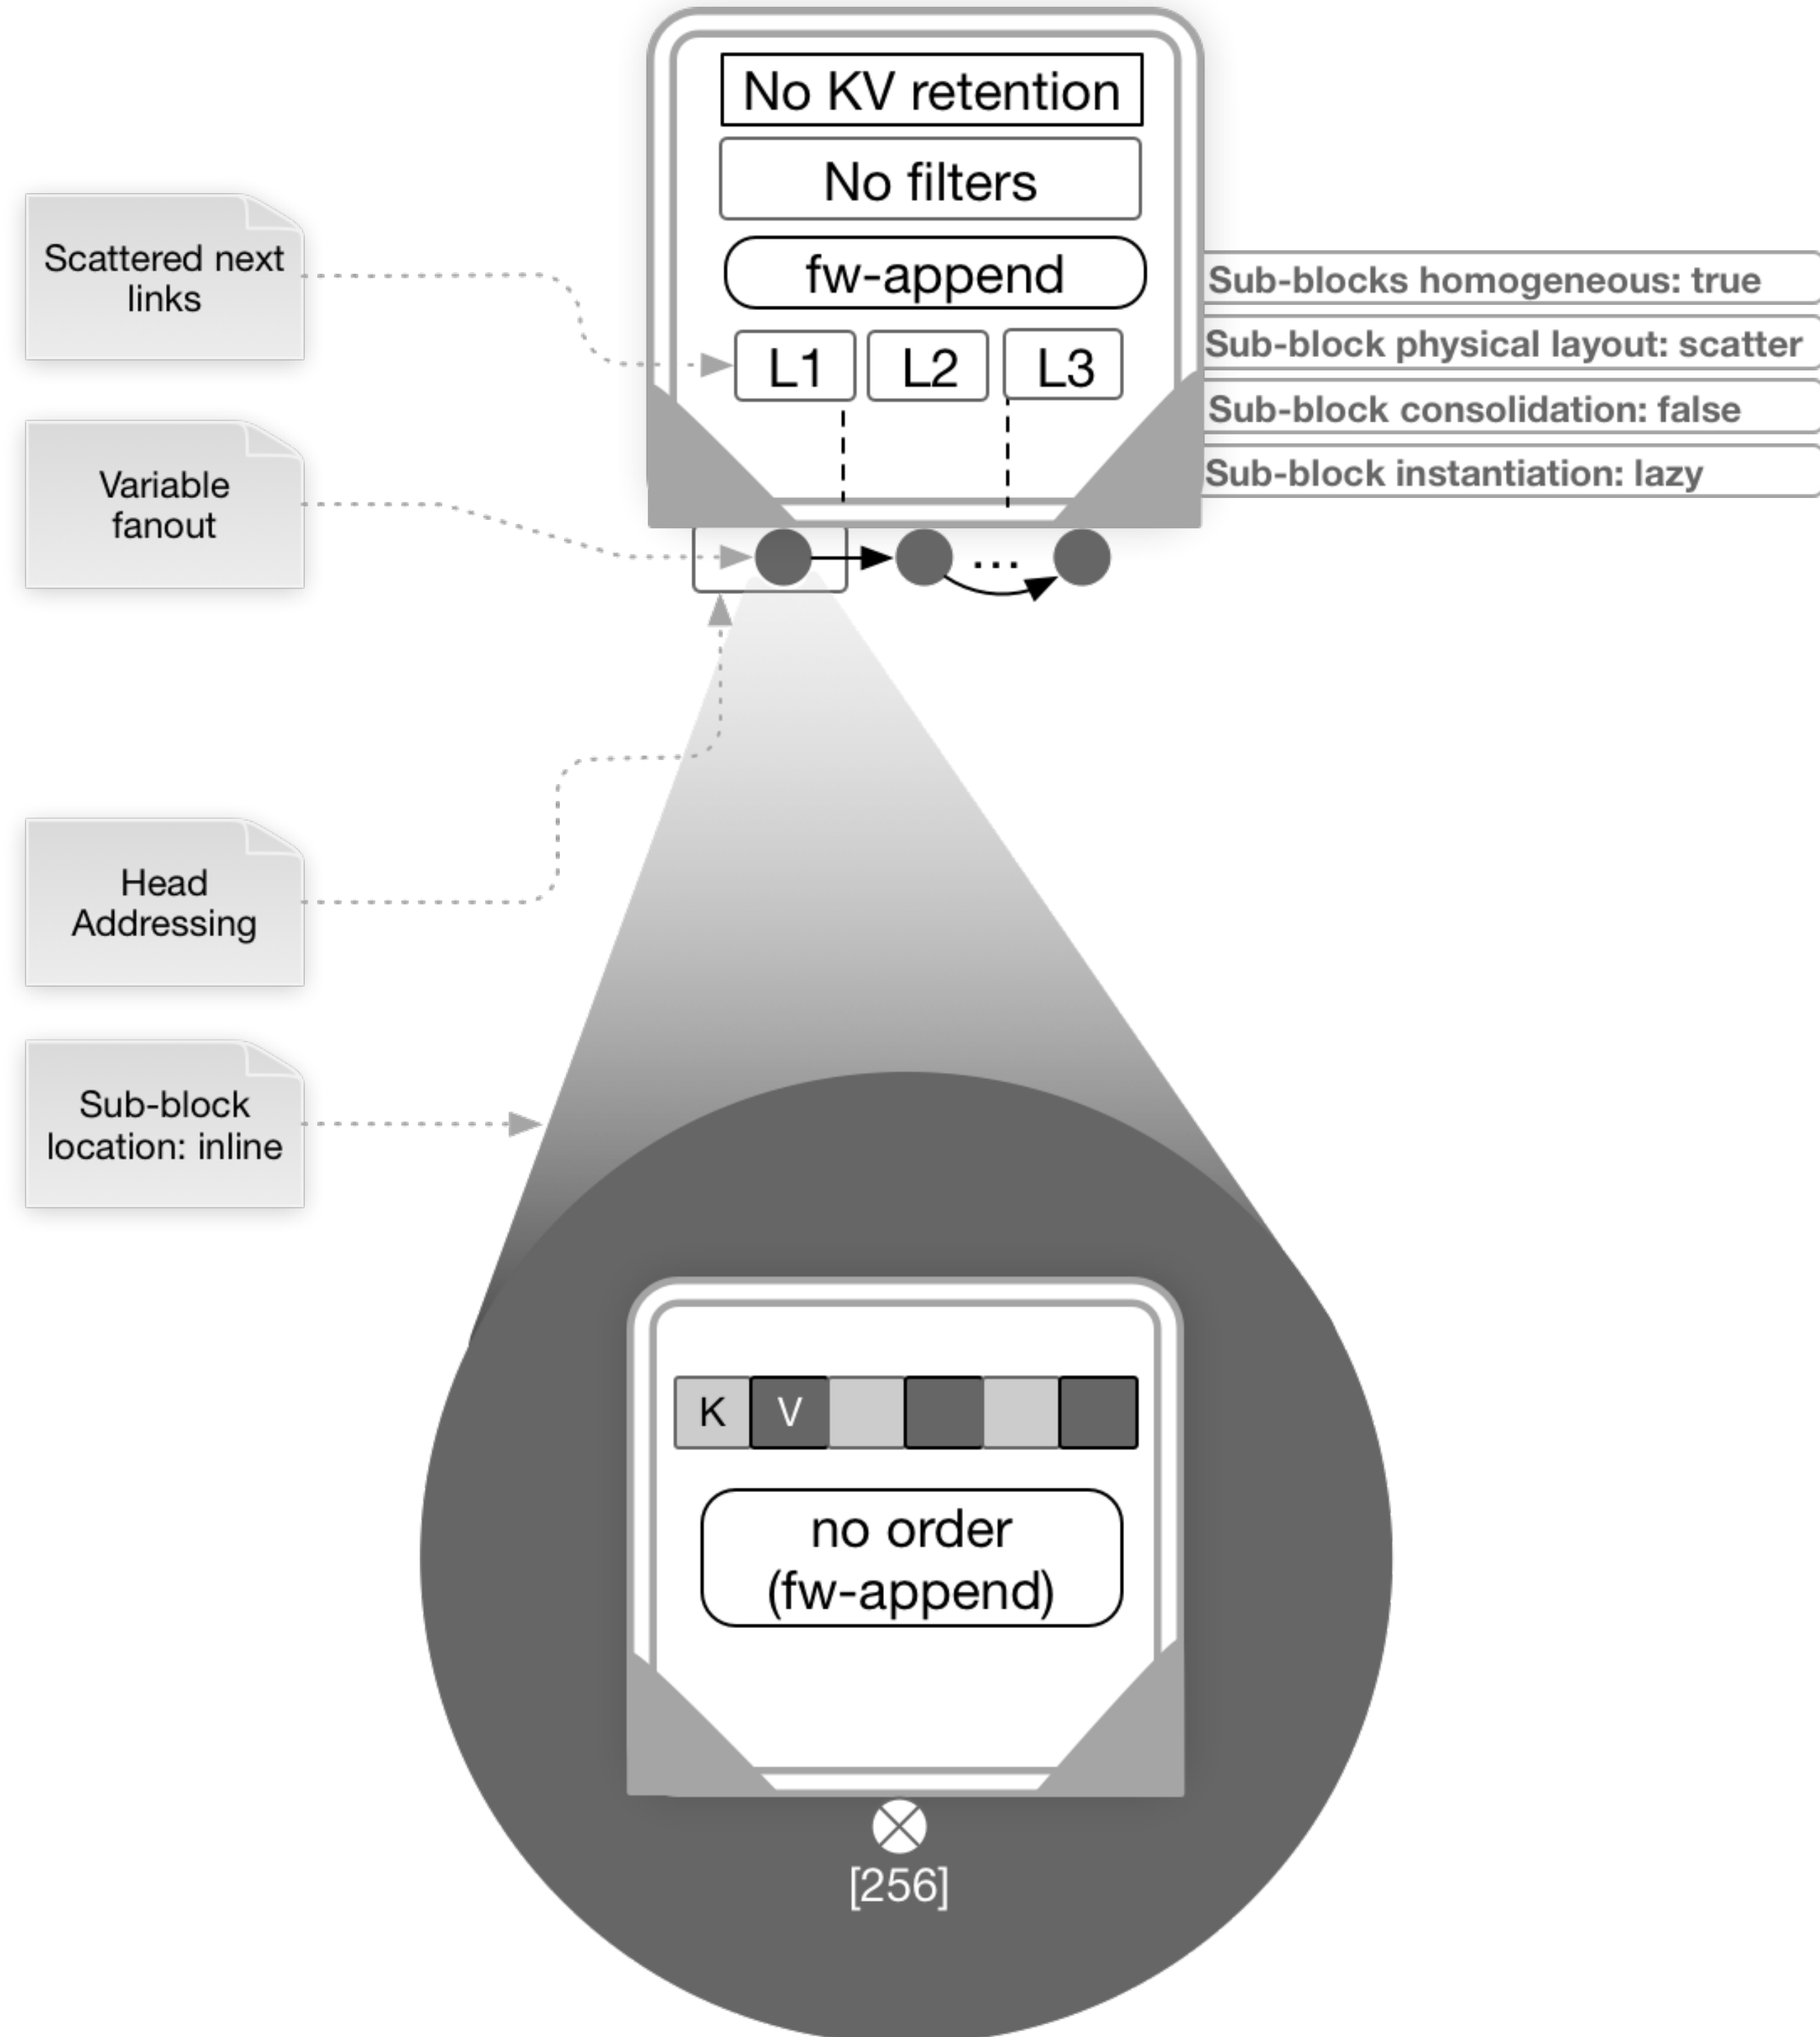 No KV retention
No filters
fw-append
L1 L2 L3
Scattered next
links
Variable
fanout
Head
Addressing
Sub-block
location: inline
Sub-blocks homogeneous: true
Sub-block physical layout: scatter
Sub-block consolidation: false
Sub-block instantiation: lazy
...
K V
no order
(fw-append)
[256]